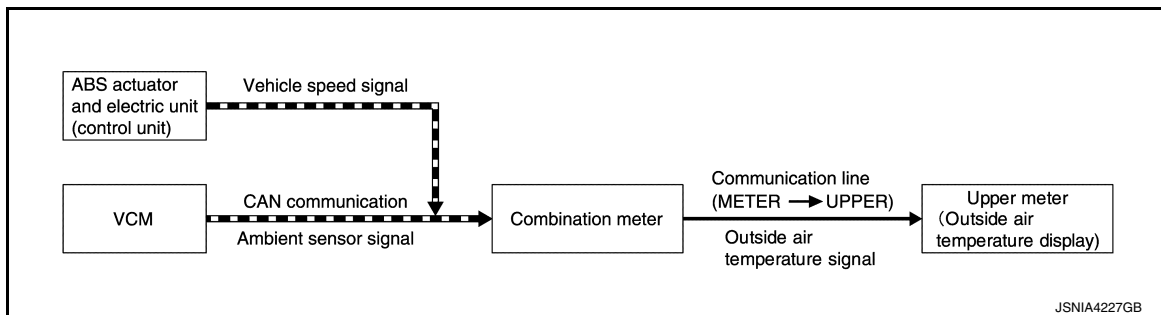 ABS actuator
and electric unit
(control unit)
Vehicle speed signal
VCM
CAN communication
Ambient sensor signal
Combination meter
Communication line
(METER → UPPER)
Outside air
temperature signal
Upper meter
(Outside air
temperature display)
JSNIA4227GB